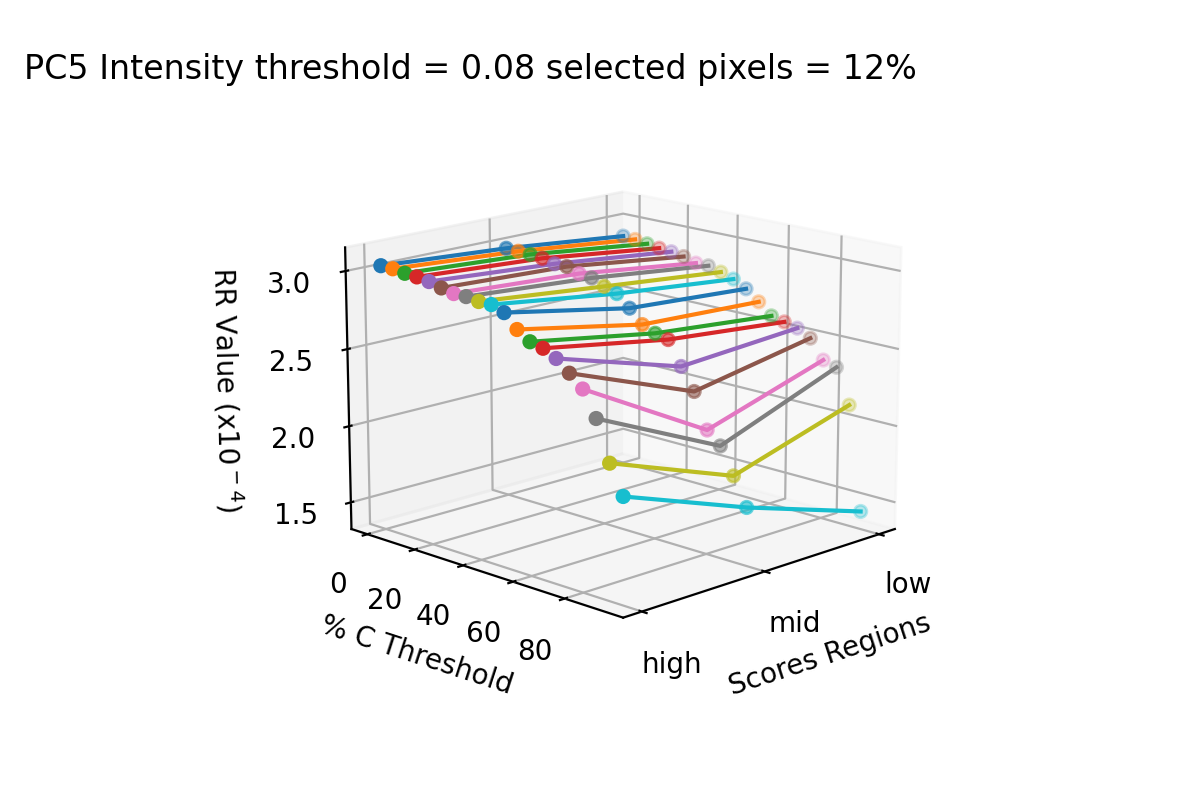 PC5 Intensity threshold = 0.08 selected pixels = 12%
3.0
2.5
2.0
1.5
RR Value (x10⁻⁴)
0
20
40
60
80
% C Threshold
high
mid
low
Scores Regions